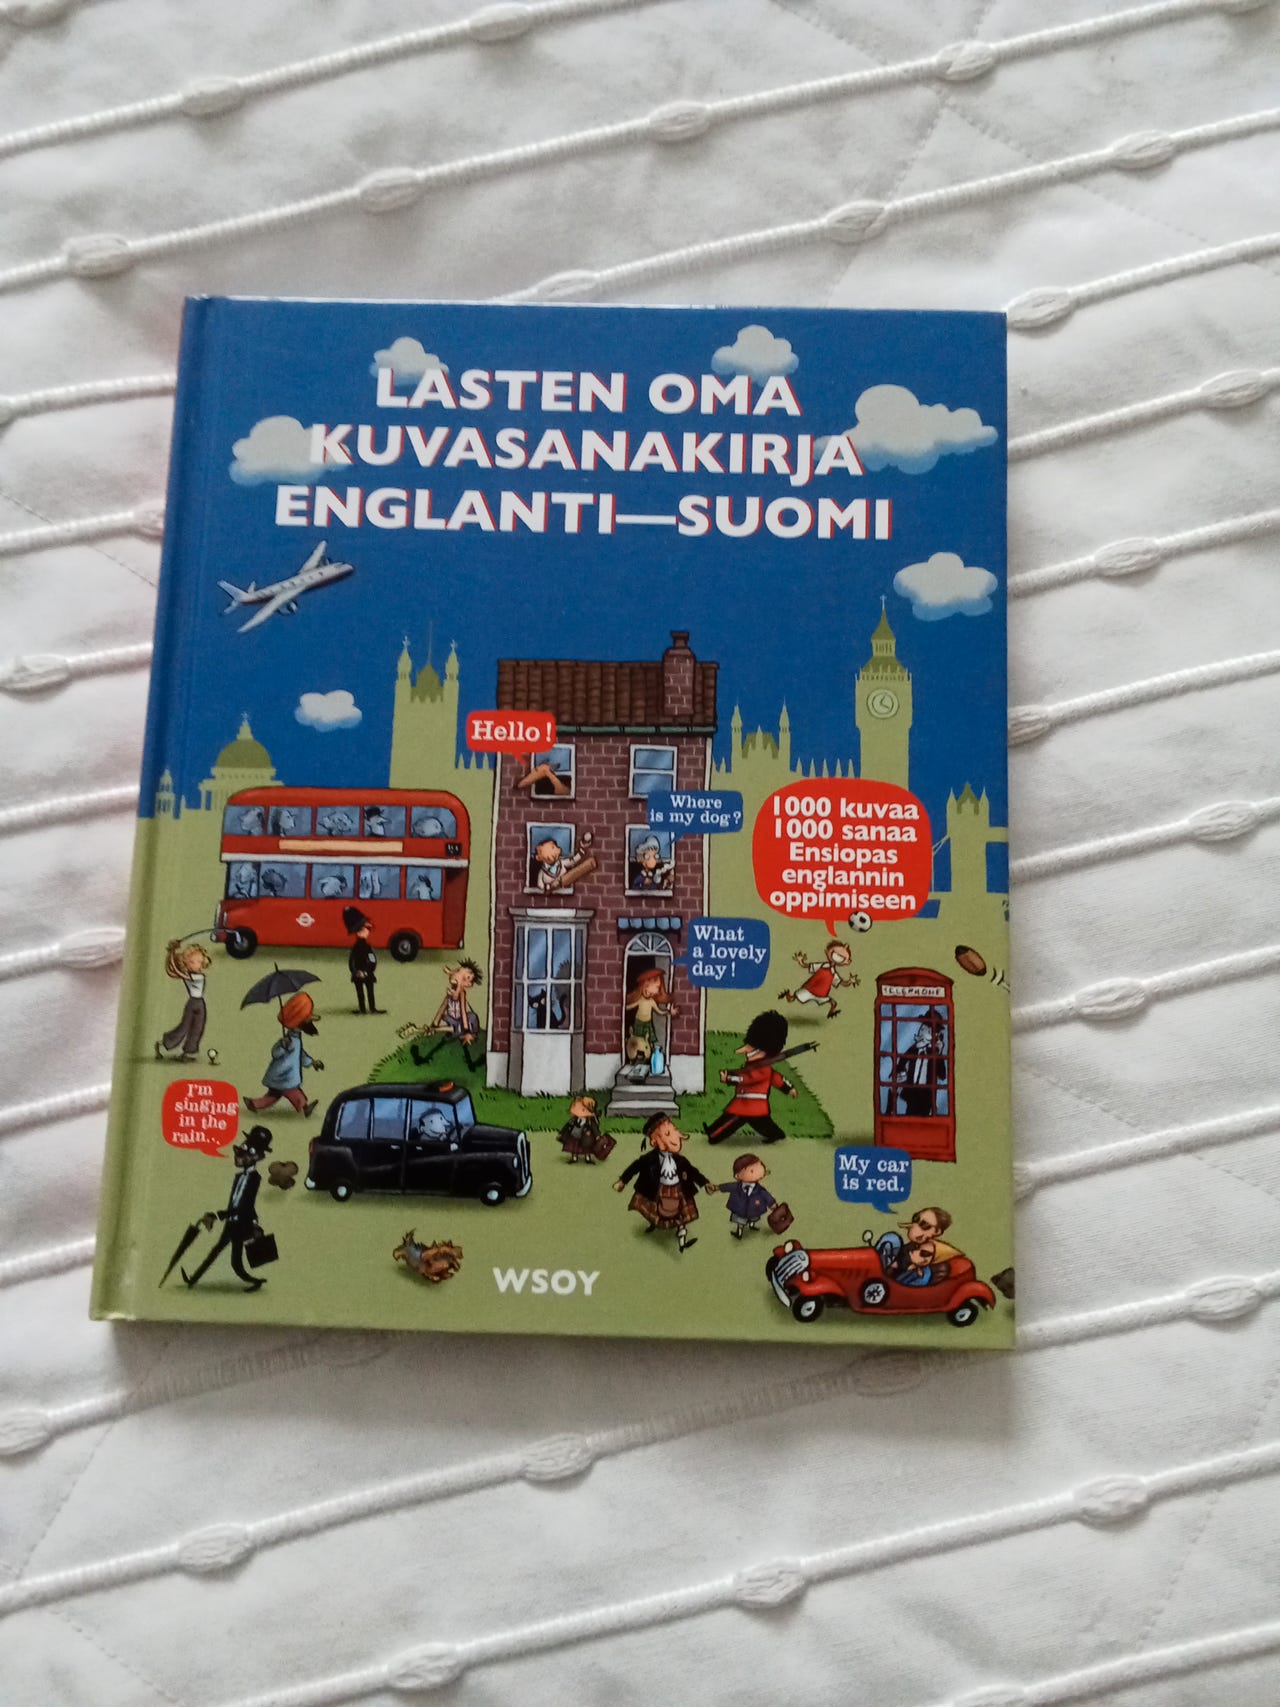 LASTEN OMA
KUVASANAKIRJA
ENGLANTI—SUOMI
Hello!
Where
is my dog?
1000 kuvaa
1000 sanaa
Ensiopas
englannin
oppimiseen
What
a lovely
day!
TELEPHONE
I'm
singing
in the
rain...
My car
is red.
WSOY